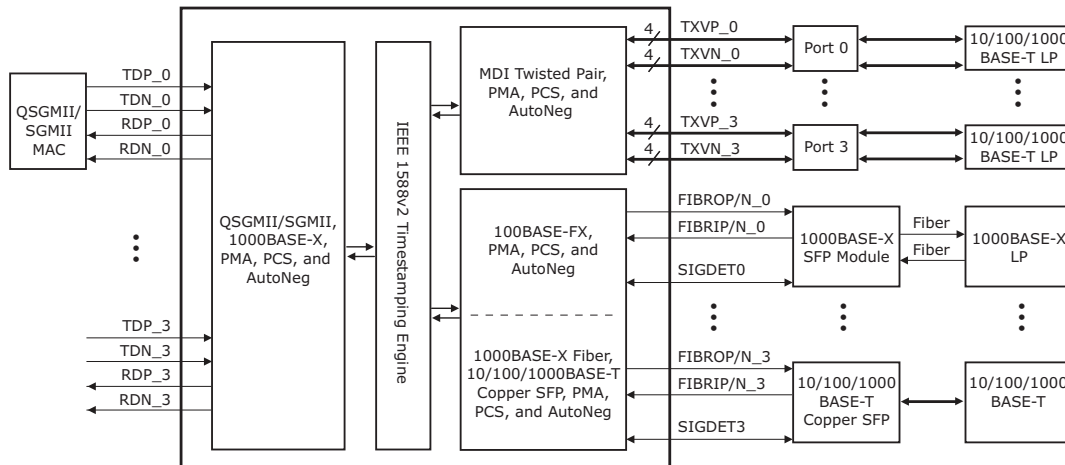 QSGMII/
SGMII
MAC
TDP_0
TDN_0
RDP_0
RDN_0
TDP_3
TDN_3
RDP_3
RDN_3
QSGMII/SGMII,
1000BASE-X,
PMA, PCS, and
AutoNeg
IEEE 1588v2 Timestamping Engine
MDI Twisted Pair,
PMA, PCS, and
AutoNeg
100BASE-FX,
PMA, PCS, and
AutoNeg
1000BASE-X Fiber,
10/100/1000BASE-T
Copper SFP, PMA,
PCS, and AutoNeg
4 TXVP_0
4 TXVN_0
4 TXVP_3
4 TXVN_3
Port 0
Port 3
10/100/1000
BASE-T LP
10/100/1000
BASE-T LP
FIBROP/N_0
FIBRIP/N_0
SIGDET0
1000BASE-X
SFP Module
Fiber
Fiber
1000BASE-X
LP
FIBROP/N_3
FIBRIP/N_3
SIGDET3
10/100/1000
BASE-T
Copper SFP
10/100/1000
BASE-T